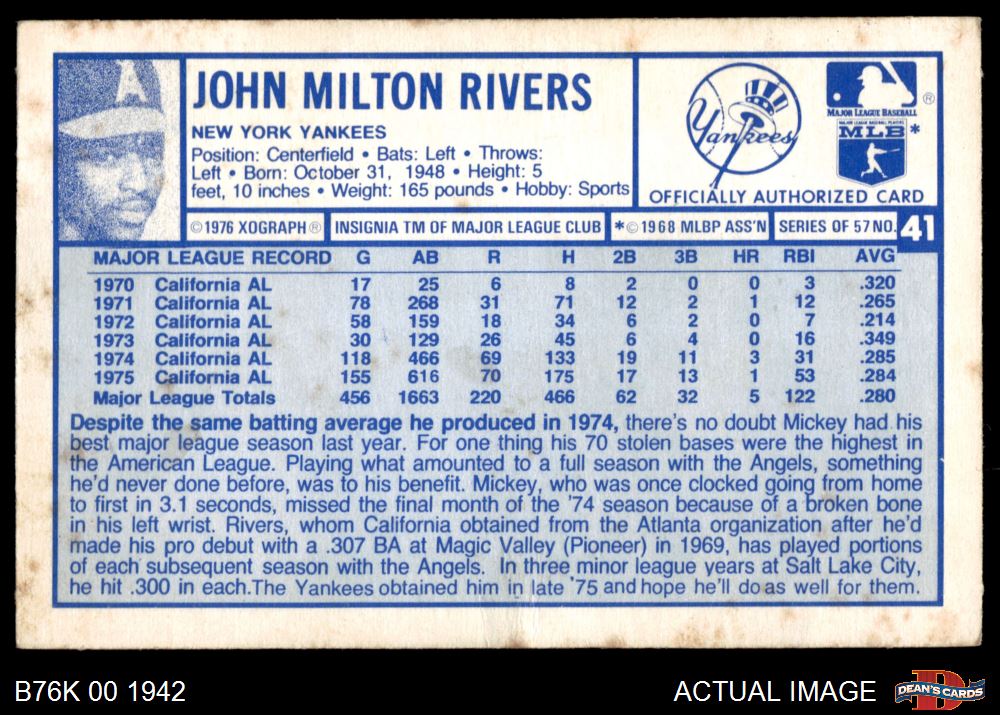 A
JOHN MILTON RIVERS
NEW YORK YANKEES
Position: Centerfield • Bats: Left • Throws:
Left • Born: October 31, 1948 • Height: 5
feet, 10 inches • Weight: 165 pounds • Hobby: Sports
Yankees
MAJOR LEAGUE BASEBALL ®
MAJOR LEAGUE BASEBALL PLAYERS
MLB *
OFFICIALLY AUTHORIZED CARD
© 1976 XOGRAPH ® INSIGNIA TM OF MAJOR LEAGUE CLUB *© 1968 MLBP ASS'N SERIES OF 57 NO. 41
MAJOR LEAGUE RECORD G AB R H 2B 3B HR RBI AVG
1970 California AL 17 25 6 8 2 0 0 3 .320
1971 California AL 78 268 31 71 12 2 1 12 .265
1972 California AL 58 159 18 34 6 2 0 7 .214
1973 California AL 30 129 26 45 6 4 0 16 .349
1974 California AL 118 466 69 133 19 11 3 31 .285
1975 California AL 155 616 70 175 17 13 1 53 .284
Major League Totals 456 1663 220 466 62 32 5 122 .280
Despite the same batting average he produced in 1974, there's no doubt Mickey had his
best major league season last year. For one thing his 70 stolen bases were the highest in
the American League. Playing what amounted to a full season with the Angels, something
he'd never done before, was to his benefit. Mickey, who was once clocked going from home
to first in 3.1 seconds, missed the final month of the '74 season because of a broken bone
in his left wrist. Rivers, whom California obtained from the Atlanta organization after he'd
made his pro debut with a .307 BA at Magic Valley (Pioneer) in 1969, has played portions
of each subsequent season with the Angels. In three minor league years at Salt Lake City,
he hit .300 in each.The Yankees obtained him in late '75 and hope he'll do as well for them.
B76K 00 1942
ACTUAL IMAGE
D
DEAN'S CARDS